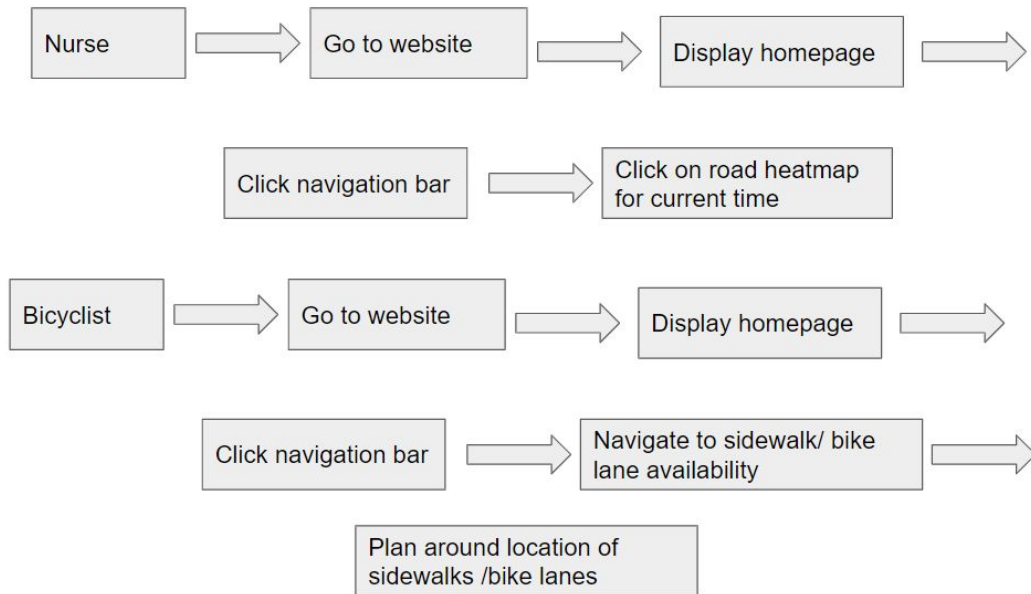 Nurse
Go to website
Display homepage
Click navigation bar
Click on road heatmap
for current time
Bicyclist
Go to website
Display homepage
Click navigation bar
Navigate to sidewalk/ bike
lane availability
Plan around location of
sidewalks /bike lanes